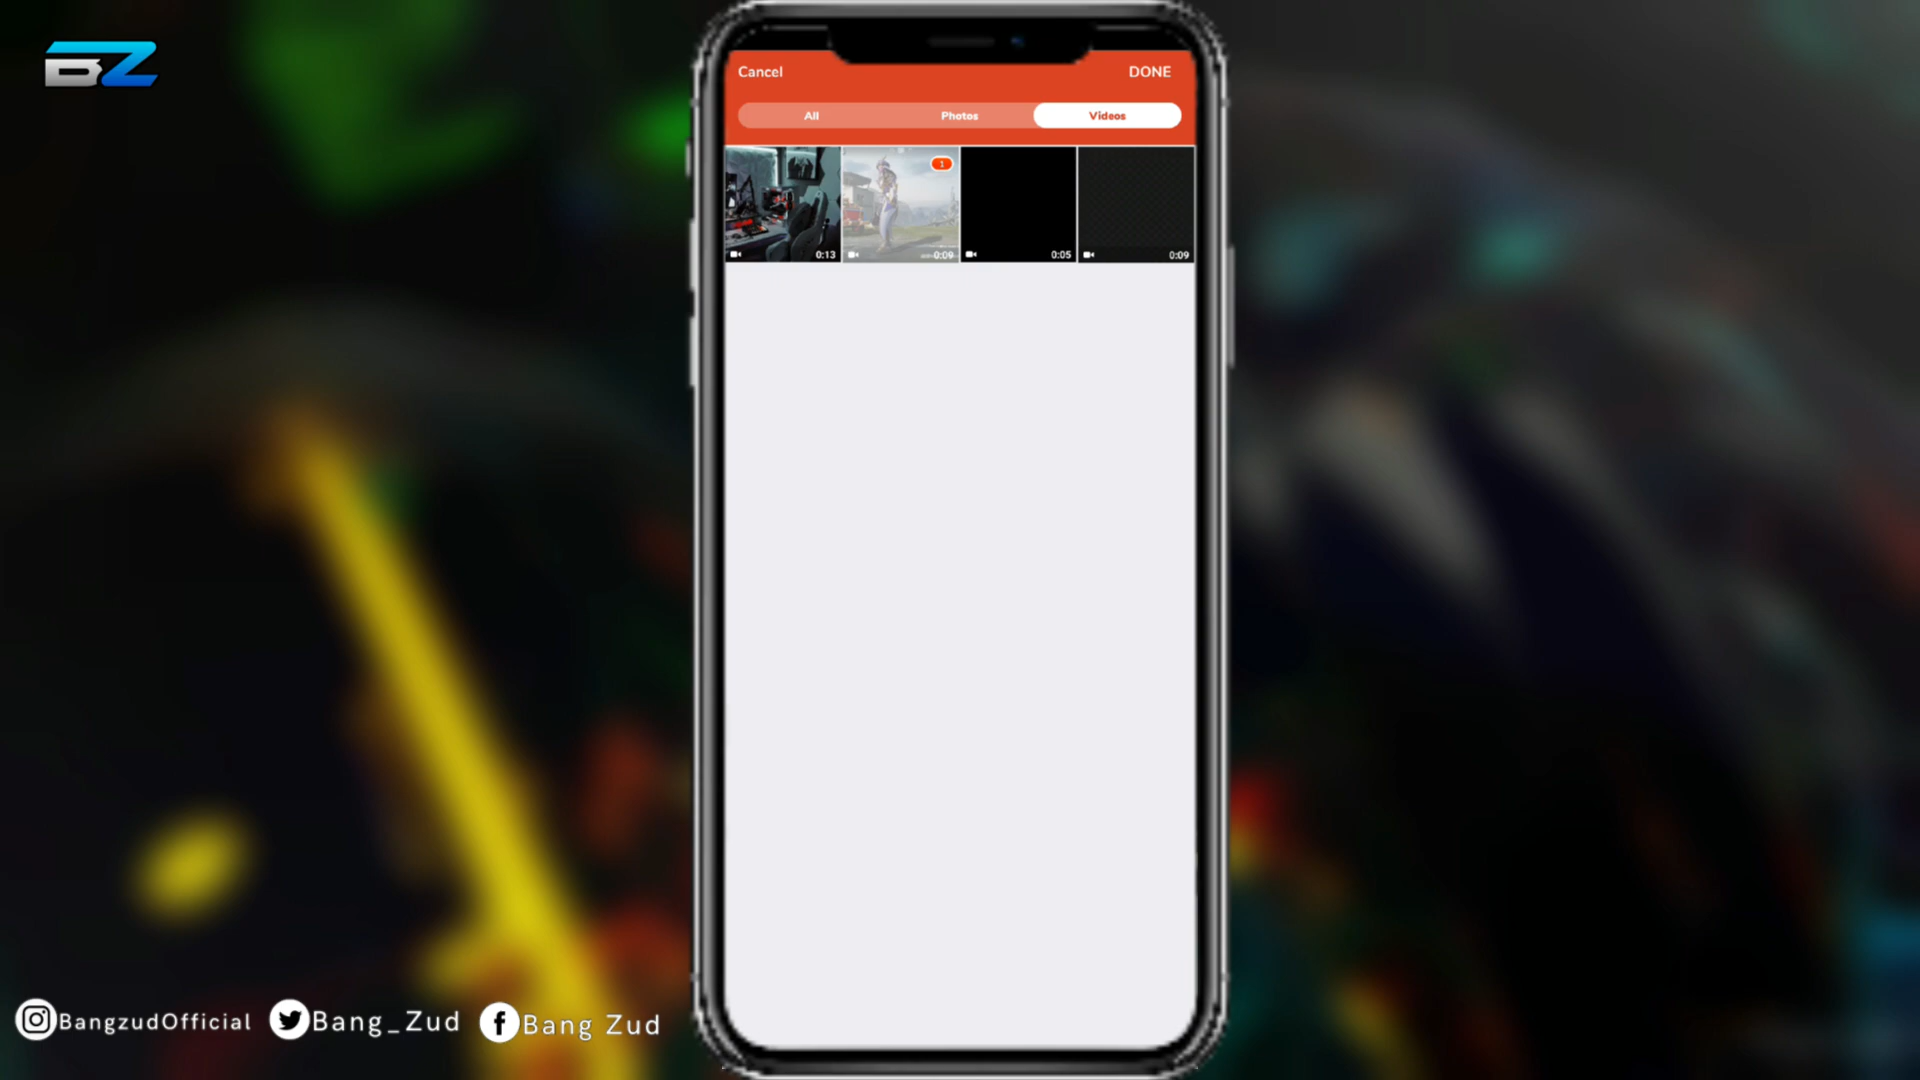 BZ
Cancel
DONE
All
Photos
Videos
1
0:13
0:09
0:05
0:09
BangzudOfficial
Bang_Zud
Bang Zud